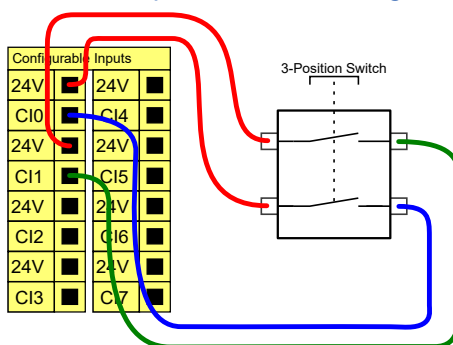 Configurable Inputs
3-Position Switch
24V 24V
CI0 CI4
24V 24V
CI1 CI5
24V 24V
CI2 CI6
24V 24V
CI3 CI7